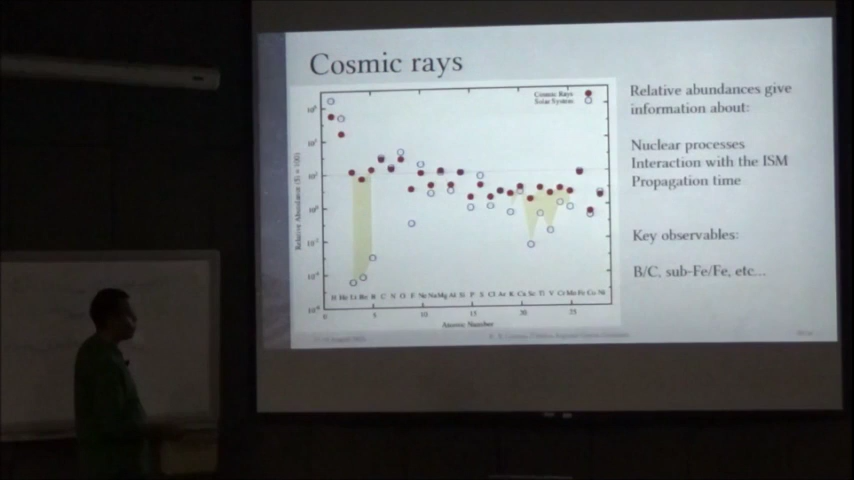 Cosmic rays
Cosmic Rays
Solar System
Relative Abundance (Si = 100)
H He Li Be B C N O F Ne Na Mg Al Si P S Cl Ar K Ca Sc Ti V Cr Mn Fe Co Ni
0 5 10 15 20 25
Atomic Number
Relative abundances give
information about:
Nuclear processes
Interaction with the ISM
Propagation time
Key observables:
B/C, sub-Fe/Fe, etc...